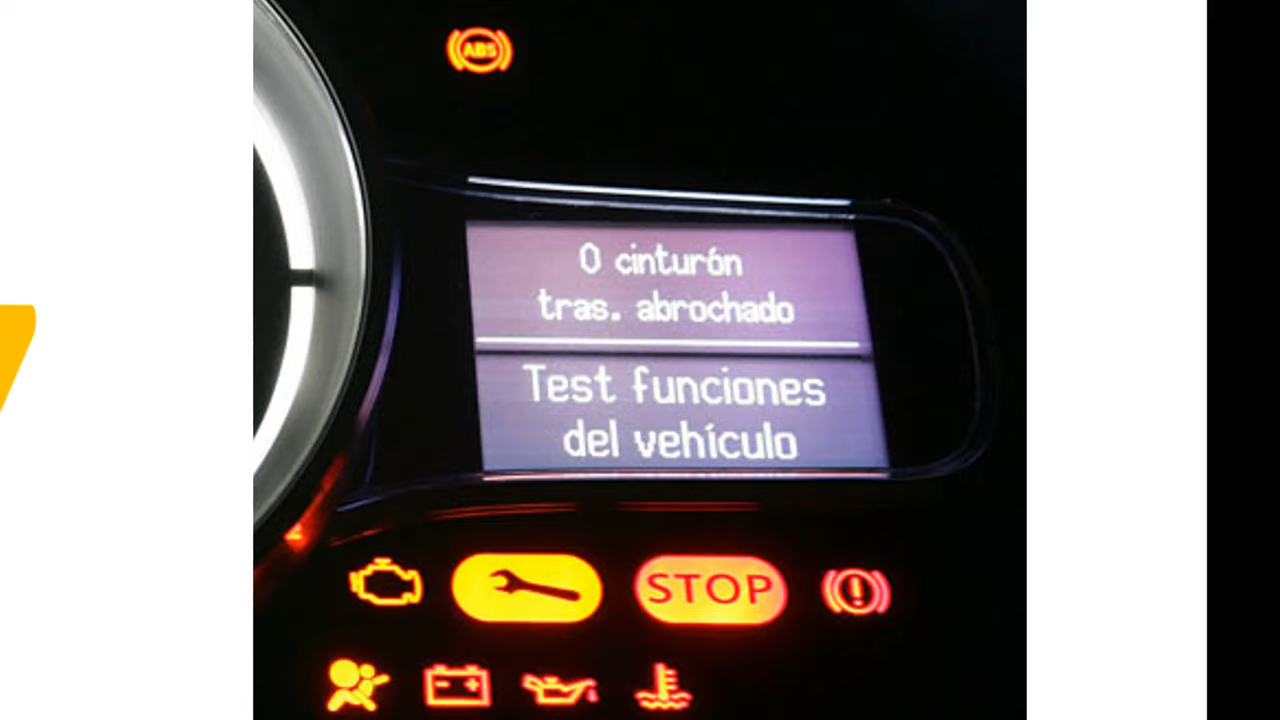 ABS
0 cinturón
tras. abrochado
Test funciones
del vehículo
STOP